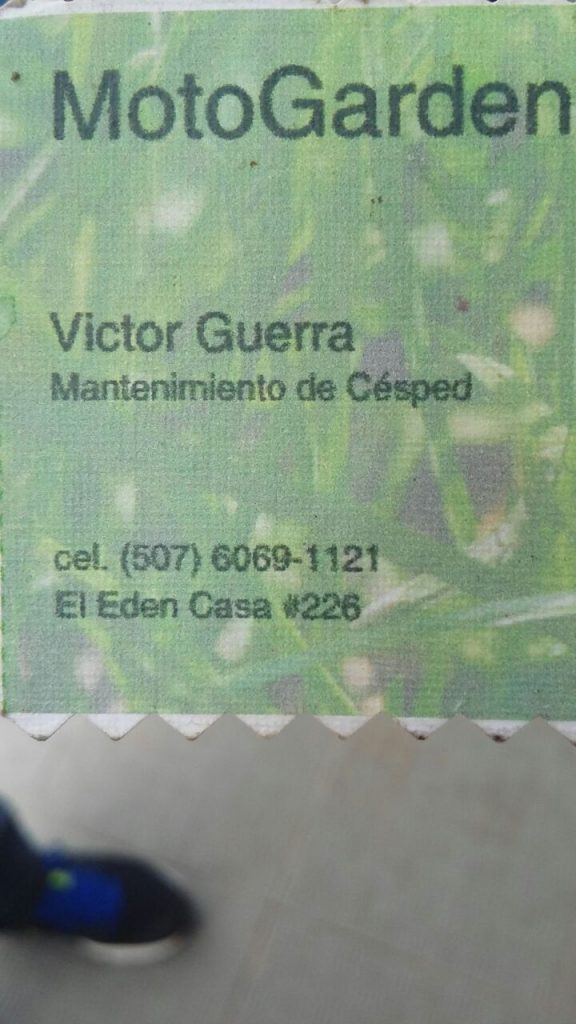 MotoGarden
Victor Guerra
Mantenimiento de Césped
cel. (507) 6069-1121
El Eden Casa #226